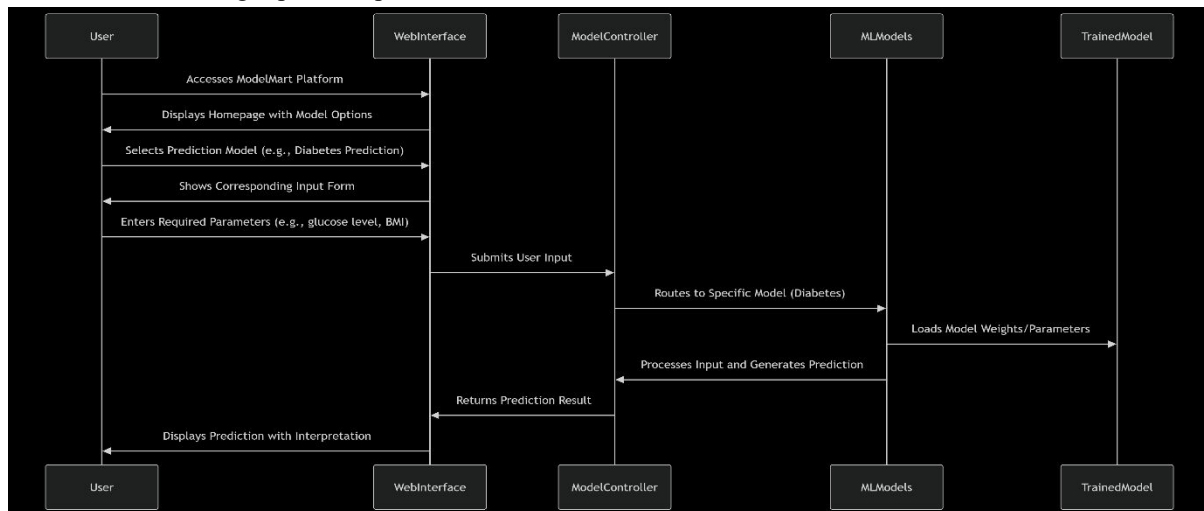 User
WebInterface
ModelController
MLModels
TrainedModel
Accesses ModelMart Platform
Displays Homepage with Model Options
Selects Prediction Model (e.g., Diabetes Prediction)
Shows Corresponding Input Form
Enters Required Parameters (e.g., glucose level, BMI)
Submits User Input
Routes to Specific Model (Diabetes)
Loads Model Weights/Parameters
Processes Input and Generates Prediction
Returns Prediction Result
Displays Prediction with Interpretation
User
WebInterface
ModelController
MLModels
TrainedModel